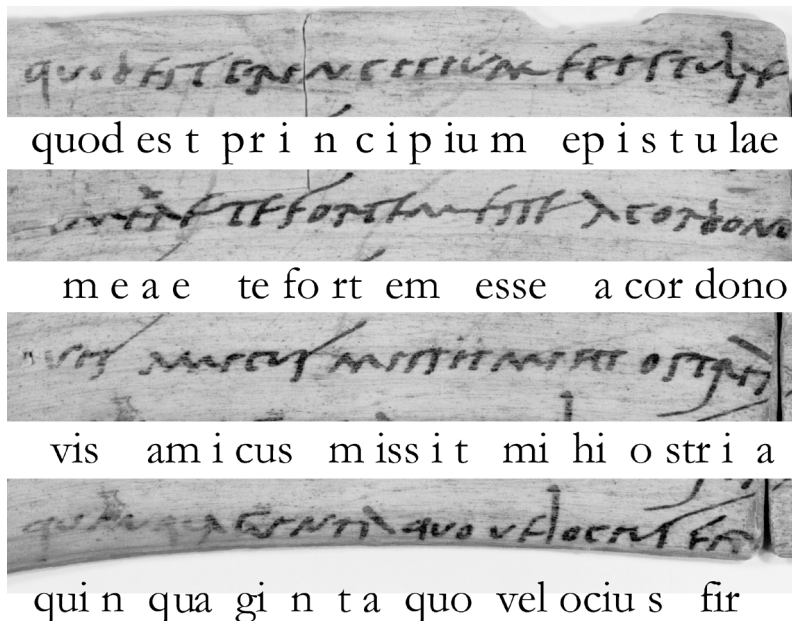 quod est principium epistulae
meae te fortem esse a cordono
vis amicus missit mihi ostria
quinquaginta quo velocius fir